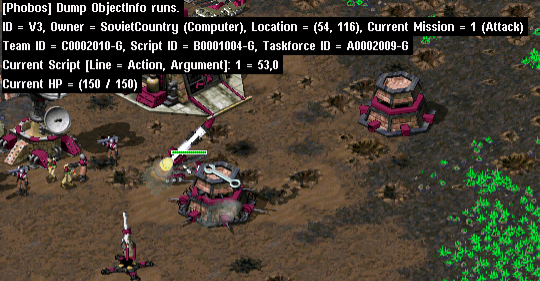 [Phobos] Dump ObjectInfo runs.
ID = V3, Owner = SovietCountry (Computer), Location = (54, 116), Current Mission = 1 (Attack)
Team ID = C0002010-G, Script ID = B0001004-G, Taskforce ID = A0002009-G
Current Script [Line = Action, Argument]: 1 = 53,0
Current HP = (150 / 150)